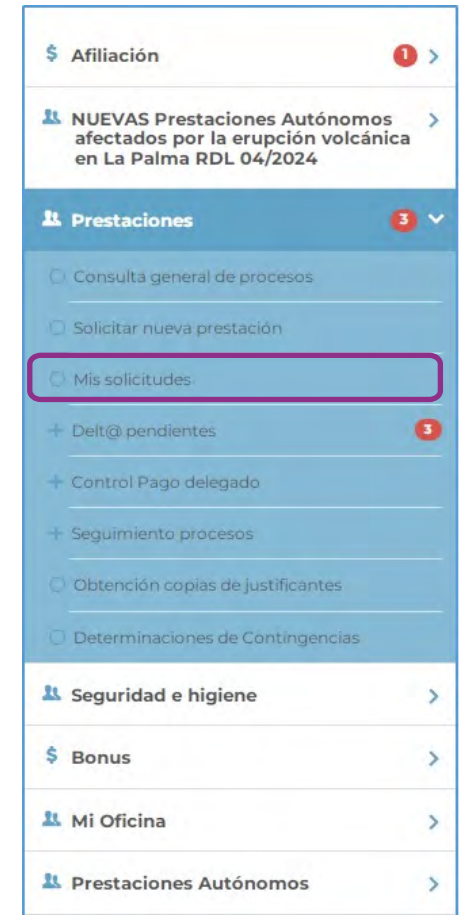 $ Afiliación 1 >
NUEVAS Prestaciones Autónomos >
afectados por la erupción volcánica
en La Palma RDL 04/2024
Prestaciones 3
Consulta general de procesos
Solicitar nueva prestación
Mis solicitudes
+ Delt@ pendientes 3
+ Control Pago delegado
+ Seguimiento procesos
Obtención copias de justificantes
Determinaciones de Contingencias
Seguridad e higiene >
$ Bonus >
Mi Oficina >
Prestaciones Autónomos >